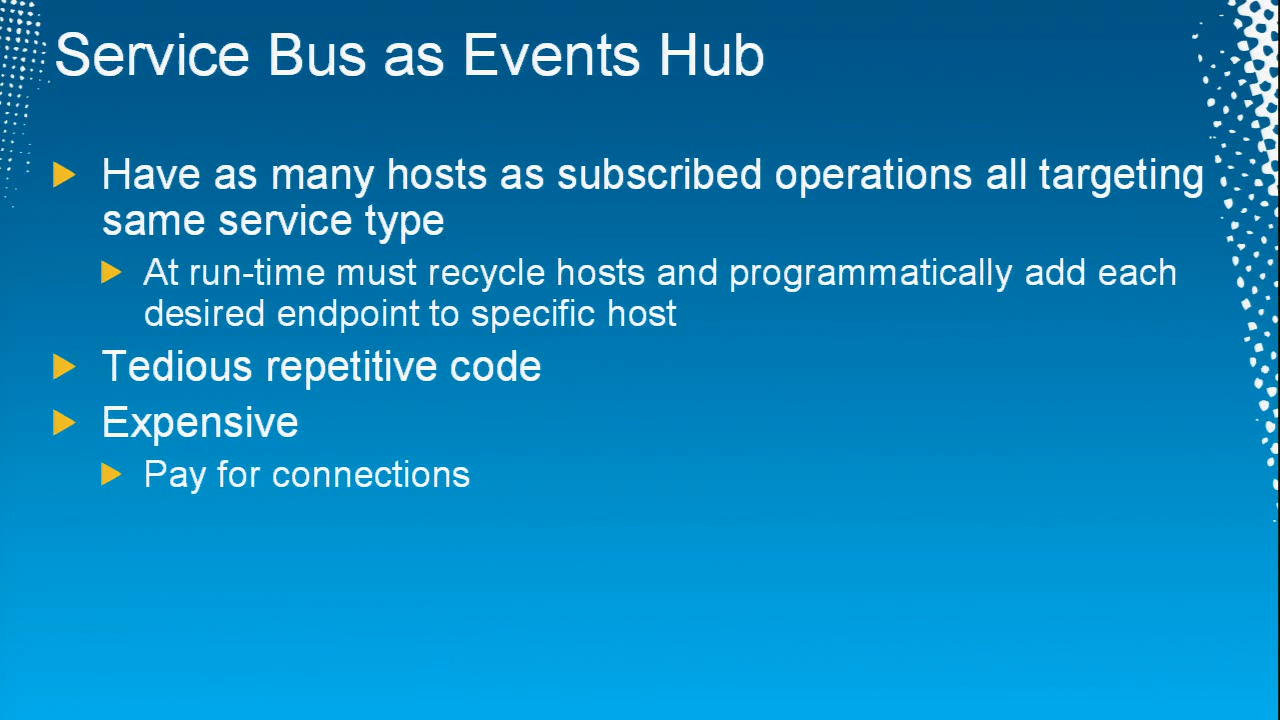 Service Bus as Events Hub
Have as many hosts as subscribed operations all targeting
same service type
At run-time must recycle hosts and programmatically add each
desired endpoint to specific host
Tedious repetitive code
Expensive
Pay for connections